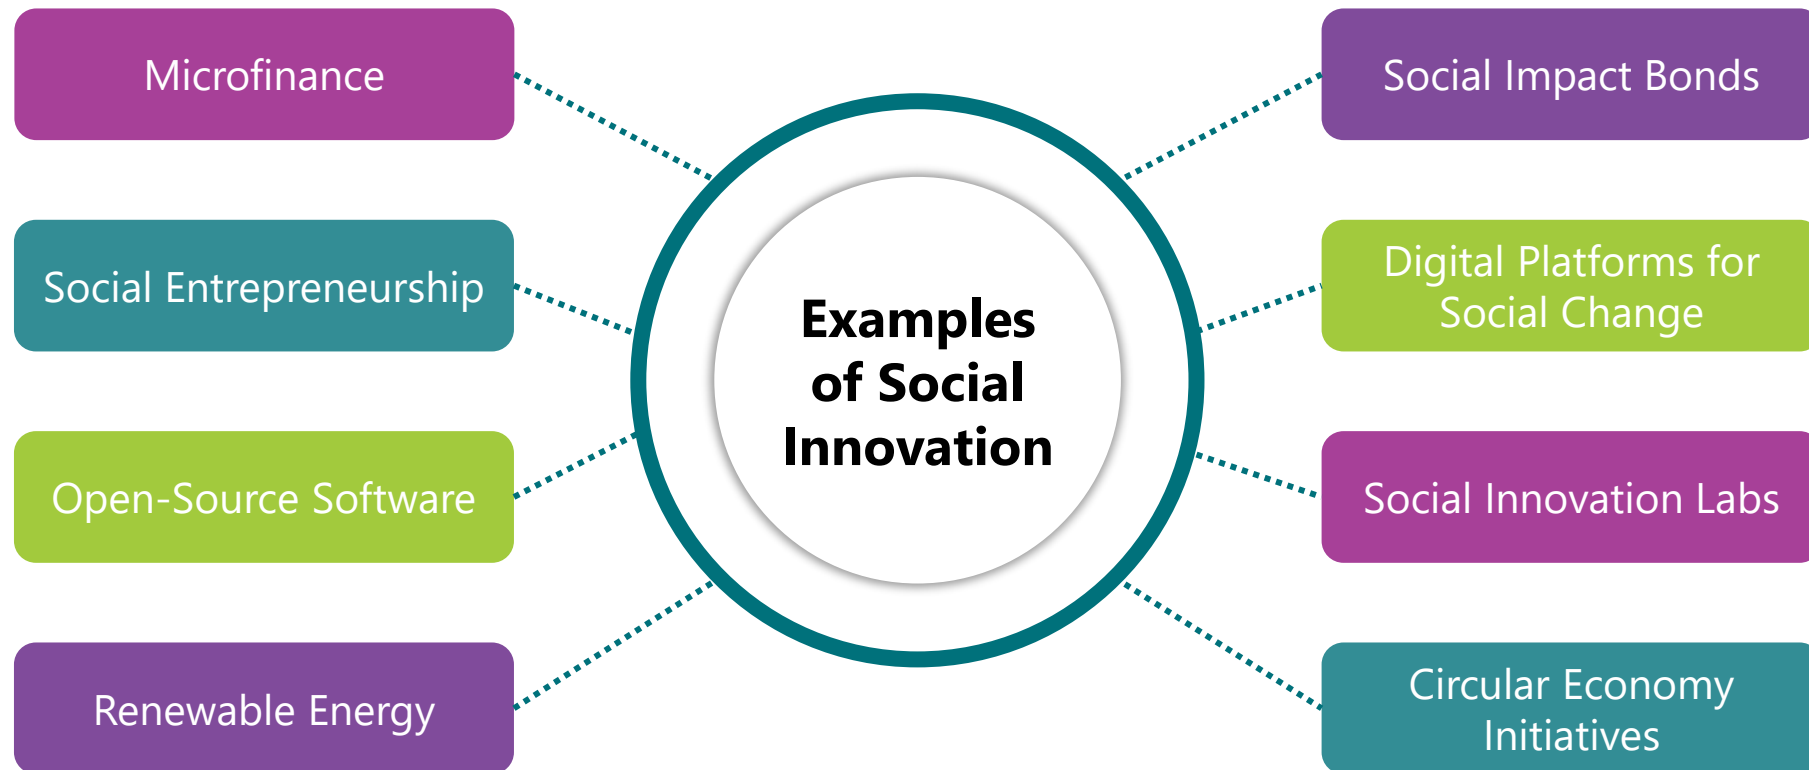 Microfinance
Social Entrepreneurship
Open-Source Software
Renewable Energy
Examples
of Social
Innovation
Social Impact Bonds
Digital Platforms for
Social Change
Social Innovation Labs
Circular Economy
Initiatives